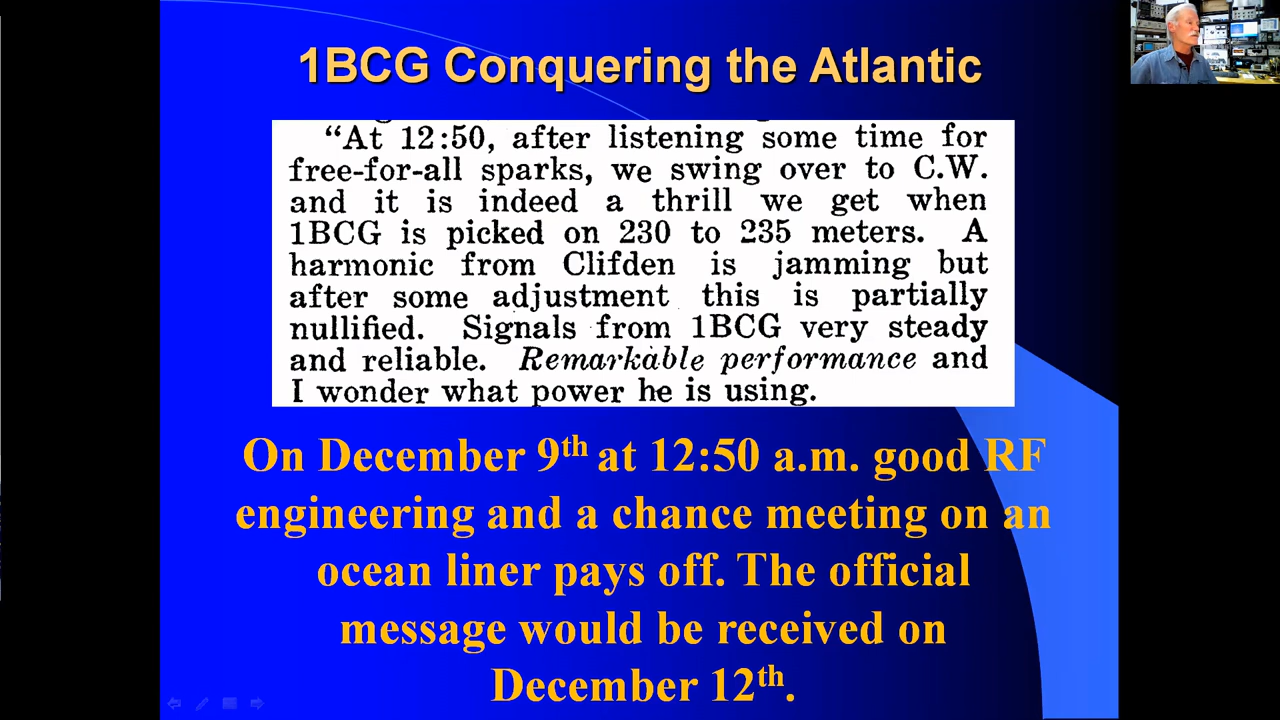 1BCG Conquering the Atlantic
“At 12:50, after listening some time for
free-for-all sparks, we swing over to C.W.
and it is indeed a thrill we get when
1BCG is picked on 230 to 235 meters. A
harmonic from Clifden is jamming but
after some adjustment this is partially
nullified. Signals from 1BCG very steady
and reliable. Remarkable performance and
I wonder what power he is using.
On December 9th at 12:50 a.m. good RF
engineering and a chance meeting on an
ocean liner pays off. The official
message would be received on
December 12th.